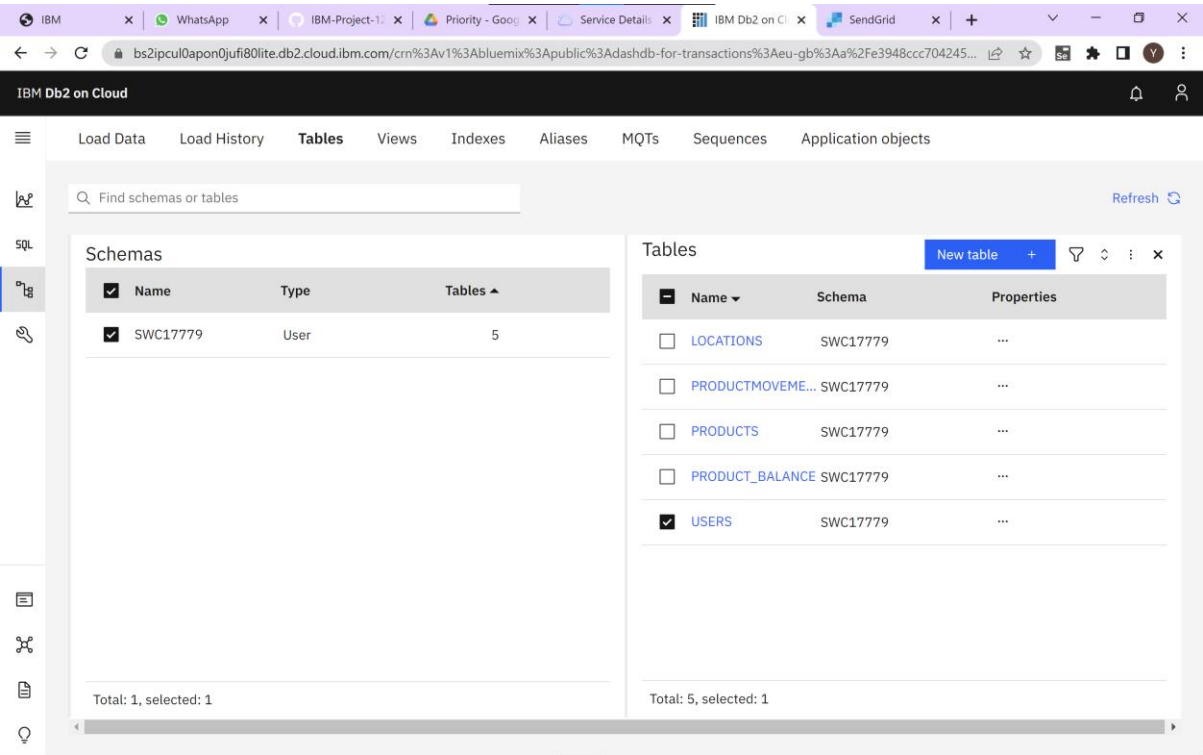 IBM WhatsApp IBM-Project-12 Priority - Goog Service Details IBM Db2 on Cl SendGrid
bs2ipcul0apon0jufi80lite.db2.cloud.ibm.com/crn%3Av1%3Abluemix%3Apublic%3Adashdb-for-transactions%3Aeu-gb%3Aa%2Fe3948ccc704245... Se Y
IBM Db2 on Cloud
Load Data Load History Tables Views Indexes Aliases MQTs Sequences Application objects
Find schemas or tables
Refresh
SQL
Schemas
Name Type Tables
SWC17779 User 5
Total: 1, selected: 1
Tables
New table +
Name Schema Properties
LOCATIONS SWC17779 ...
PRODUCTMOVEME... SWC17779 ...
PRODUCTS SWC17779 ...
PRODUCT_BALANCE SWC17779 ...
USERS SWC17779 ...
Total: 5, selected: 1